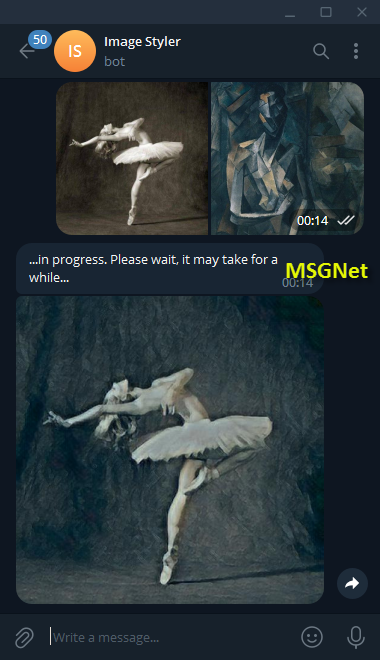 50
IS
Image Styler
bot
00:14
...in progress. Please wait, it may take for a
while...
00:14
MSGNet
Write a message...